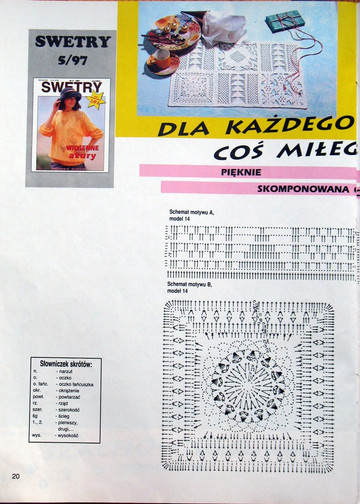 SWETRY
5/97
SWETRY
WIOSENNE
ażury
DLA KAŻDEGO
COŚ MIŁEG
PIĘKNIE
SKOMPONOWANA
Schemat motywu A,
model 14
Schemat motywu B,
model 14
Słowniczek skrótów:
n. - narzut
o. - oczko
o. łańc. - oczko łańcuszka
okr. - okrążenie
powt. - powtarzać
rz. - rząd
szer. - szerokość
śg - ścieg
1., 2. - pierwszy,
drugi,...
wys. - wysokość
20